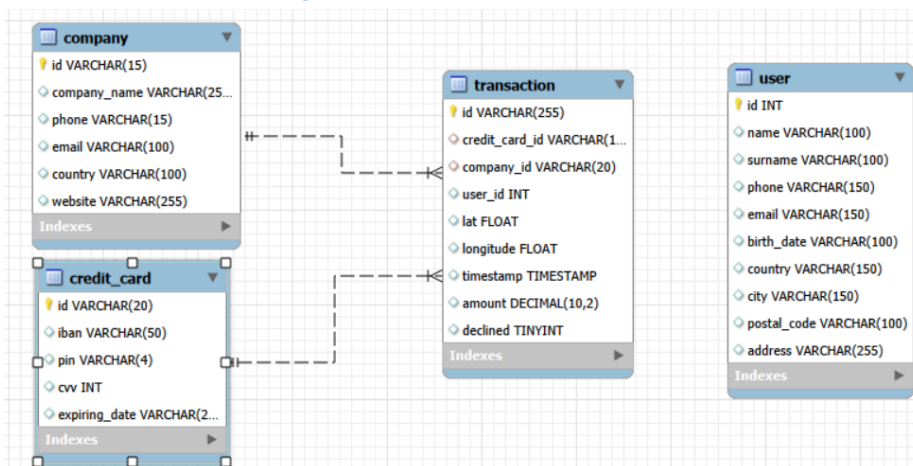 company
id VARCHAR(15)
company_name VARCHAR(25...
phone VARCHAR(15)
email VARCHAR(100)
country VARCHAR(100)
website VARCHAR(255)
Indexes
credit_card
id VARCHAR(20)
iban VARCHAR(50)
pin VARCHAR(4)
cvv INT
expiring_date VARCHAR(2...
Indexes
transaction
id VARCHAR(255)
credit_card_id VARCHAR(1...
company_id VARCHAR(20)
user_id INT
lat FLOAT
longitude FLOAT
timestamp TIMESTAMP
amount DECIMAL(10,2)
declined TINYINT
Indexes
user
id INT
name VARCHAR(100)
surname VARCHAR(100)
phone VARCHAR(150)
email VARCHAR(150)
birth_date VARCHAR(100)
country VARCHAR(150)
city VARCHAR(150)
postal_code VARCHAR(100)
address VARCHAR(255)
Indexes